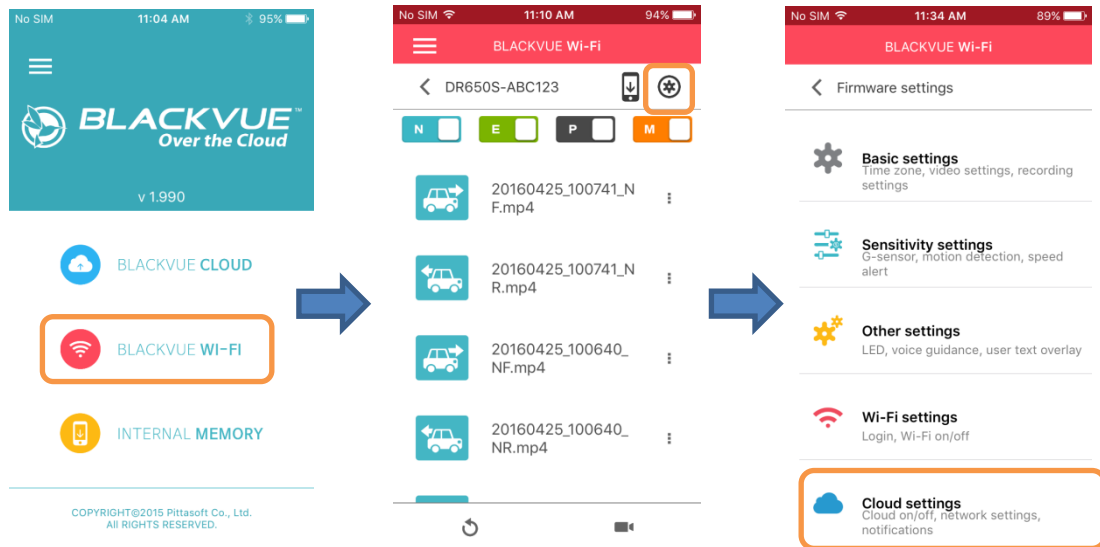 No SIM 11:04 AM 95%
BLACKVUE™
Over the Cloud
v 1.990
BLACKVUE CLOUD
BLACKVUE WI-FI
INTERNAL MEMORY
COPYRIGHT©2015 Pittasoft Co., Ltd.
All RIGHTS RESERVED.
No SIM 11:10 AM 94%
BLACKVUE Wi-Fi
DR650S-ABC123
N E P M
20160425_100741_N
F.mp4
20160425_100741_N
R.mp4
20160425_100640_
NF.mp4
20160425_100640_
NR.mp4
No SIM 11:34 AM 89%
BLACKVUE Wi-Fi
Firmware settings
Basic settings
Time zone, video settings, recording
settings
Sensitivity settings
G-sensor, motion detection, speed
alert
Other settings
LED, voice guidance, user text overlay
Wi-Fi settings
Login, Wi-Fi on/off
Cloud settings
Cloud on/off, network settings,
notifications